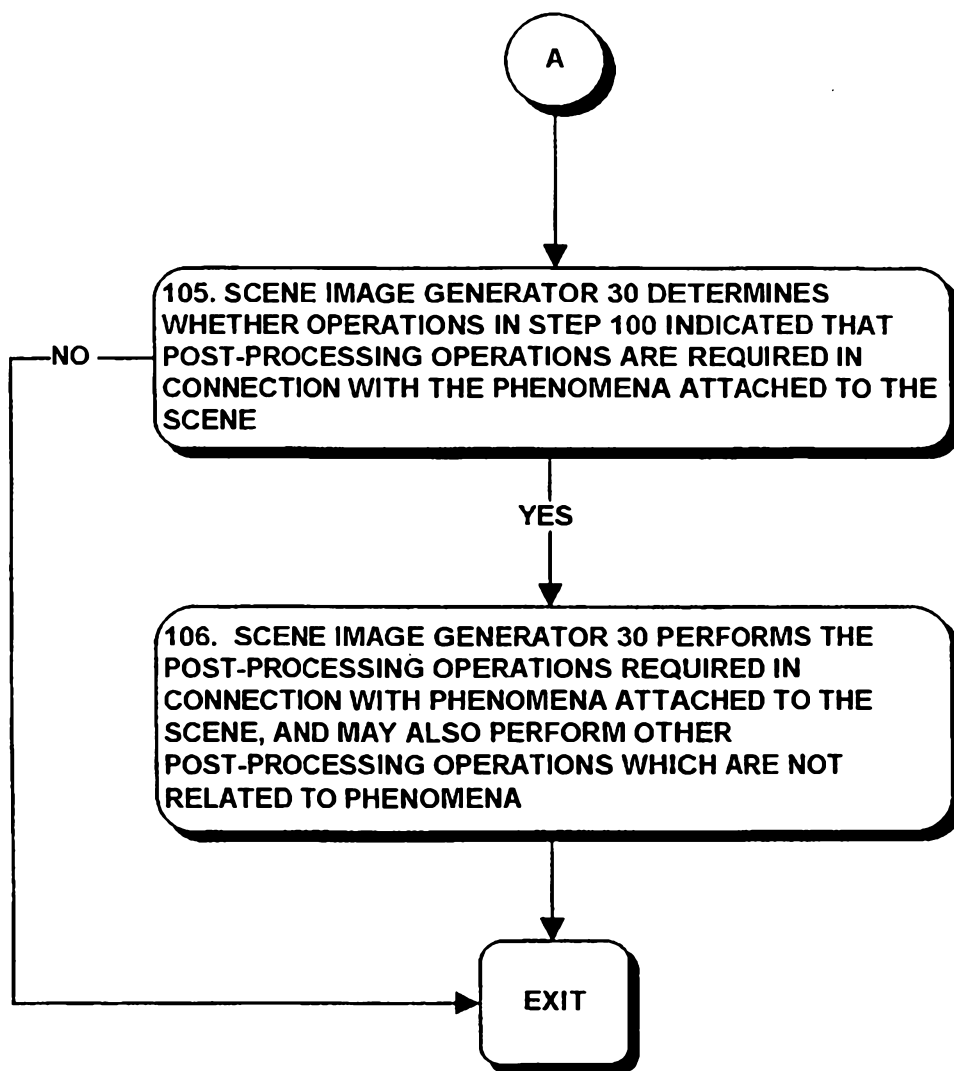 A
105. SCENE IMAGE GENERATOR 30 DETERMINES
WHETHER OPERATIONS IN STEP 100 INDICATED THAT
POST-PROCESSING OPERATIONS ARE REQUIRED IN
CONNECTION WITH THE PHENOMENA ATTACHED TO THE
SCENE
NO
YES
106. SCENE IMAGE GENERATOR 30 PERFORMS THE
POST-PROCESSING OPERATIONS REQUIRED IN
CONNECTION WITH PHENOMENA ATTACHED TO THE
SCENE, AND MAY ALSO PERFORM OTHER
POST-PROCESSING OPERATIONS WHICH ARE NOT
RELATED TO PHENOMENA
EXIT